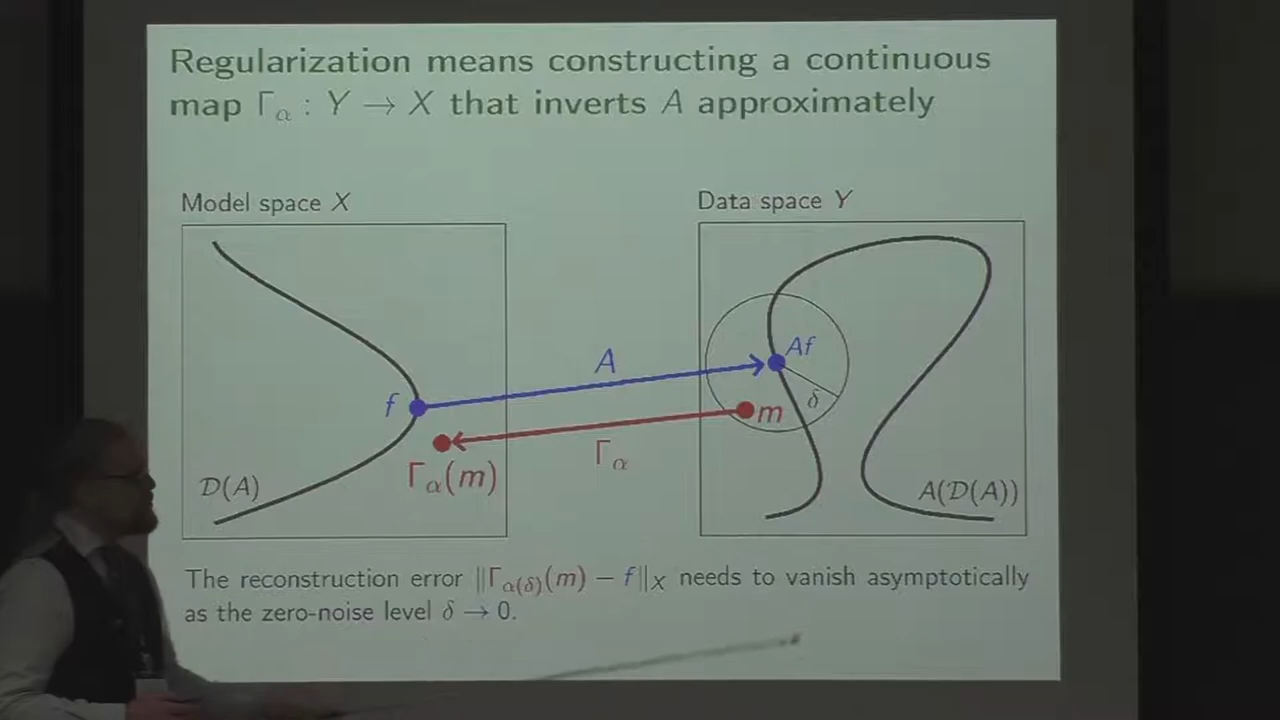 Regularization means constructing a continuous
map Γα : Y → X that inverts A approximately
Model space X
Data space Y
A
Af
f
δ
m
Γα
Γα(m)
D(A)
A(D(A))
The reconstruction error ‖Γα(δ)(m) − f‖X needs to vanish asymptotically
as the zero-noise level δ → 0.